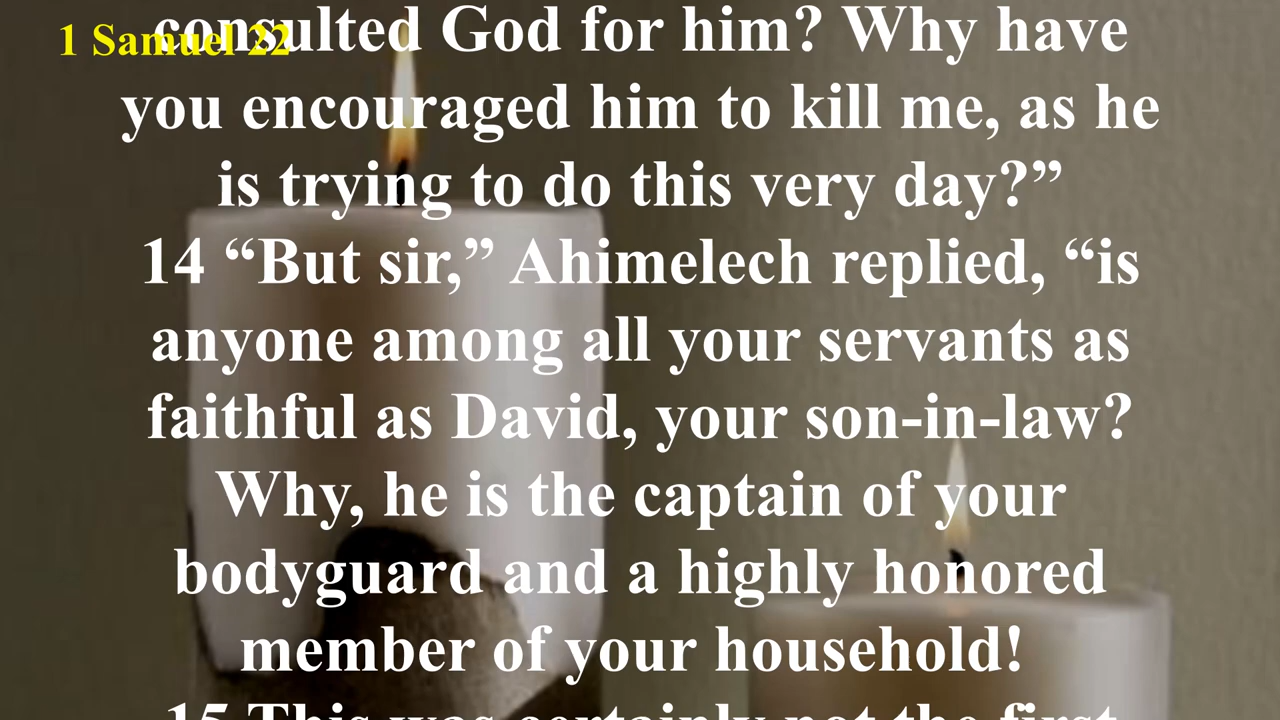 1 Samuel 22
consulted God for him? Why have
you encouraged him to kill me, as he
is trying to do this very day?”
14 “But sir,” Ahimelech replied, “is
anyone among all your servants as
faithful as David, your son-in-law?
Why, he is the captain of your
bodyguard and a highly honored
member of your household!
15 This was certainly not the first